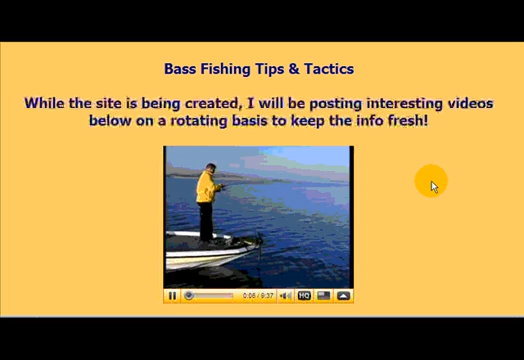 Bass Fishing Tips & Tactics
While the site is being created, I will be posting interesting videos
below on a rotating basis to keep the info fresh!
0:06 / 9:37
HQ